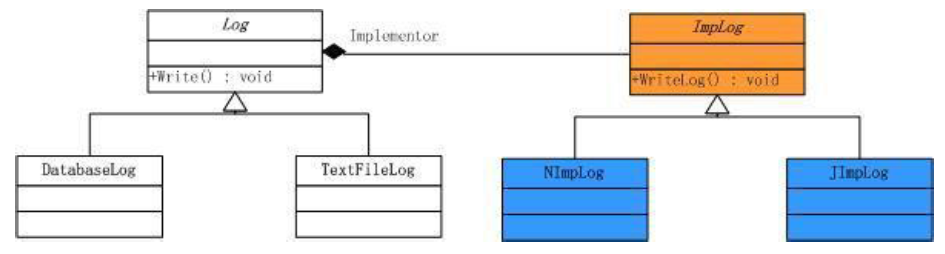 Log
Implementor
ImpLog
+Write() : void
+WriteLog() : void
DatabaseLog
TextFileLog
NImpLog
JImpLog